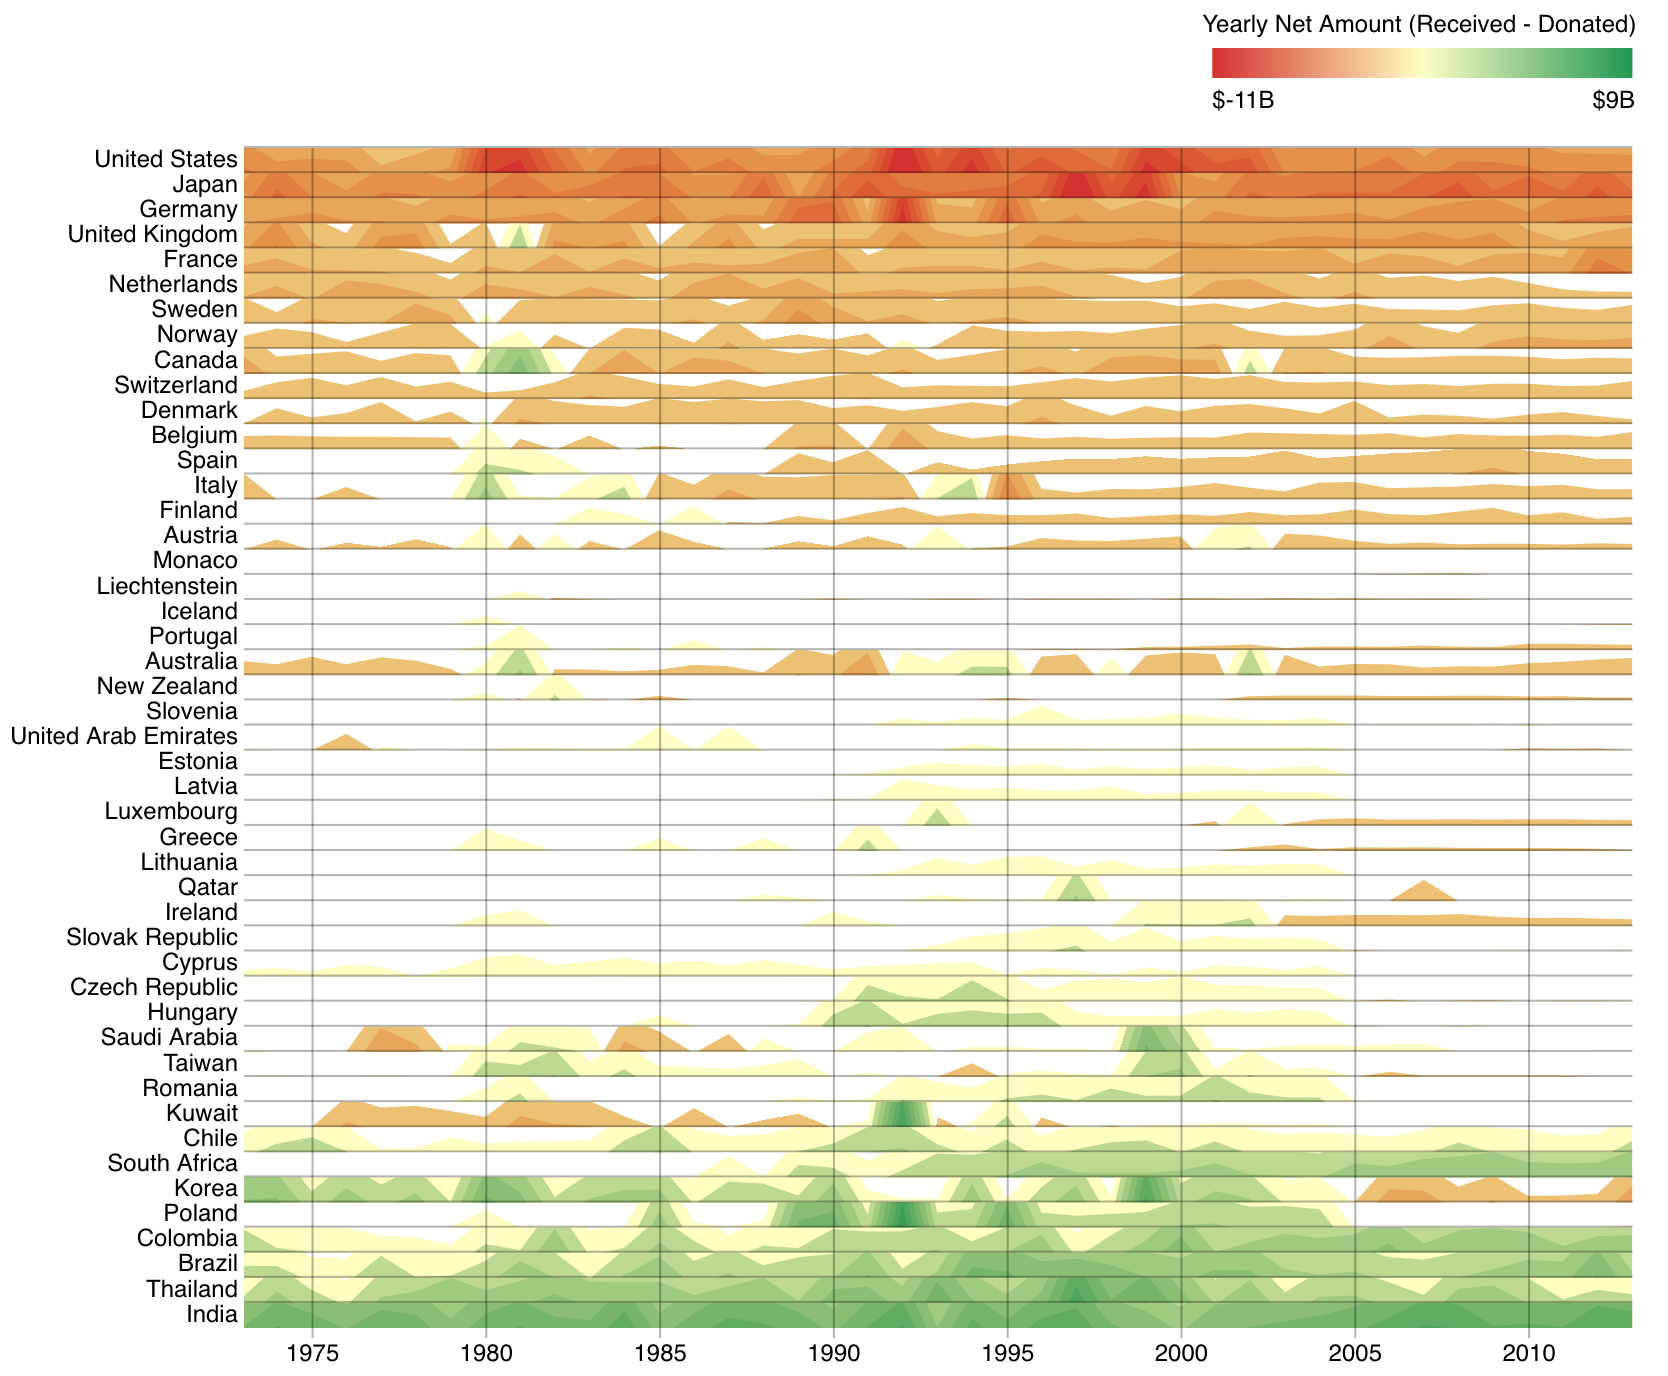 Yearly Net Amount (Received - Donated)
$-11B $9B
United States
Japan
Germany
United Kingdom
France
Netherlands
Sweden
Norway
Canada
Switzerland
Denmark
Belgium
Spain
Italy
Finland
Austria
Monaco
Liechtenstein
Iceland
Portugal
Australia
New Zealand
Slovenia
United Arab Emirates
Estonia
Latvia
Luxembourg
Greece
Lithuania
Qatar
Ireland
Slovak Republic
Cyprus
Czech Republic
Hungary
Saudi Arabia
Taiwan
Romania
Kuwait
Chile
South Africa
Korea
Poland
Colombia
Brazil
Thailand
India
1975 1980 1985 1990 1995 2000 2005 2010